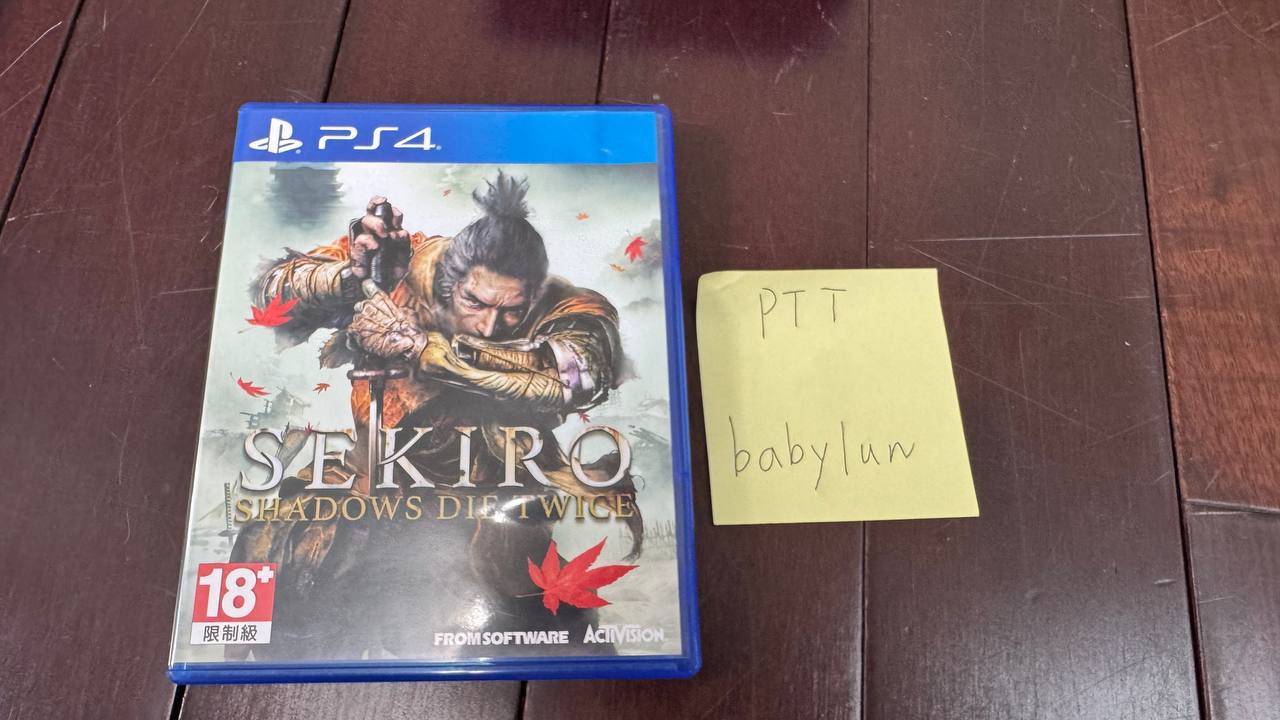 PS4
SEKIRO
SHADOWS DIE TWICE
18+
限制級
FROMSOFTWARE
ACTIVISION
PTT
babylun